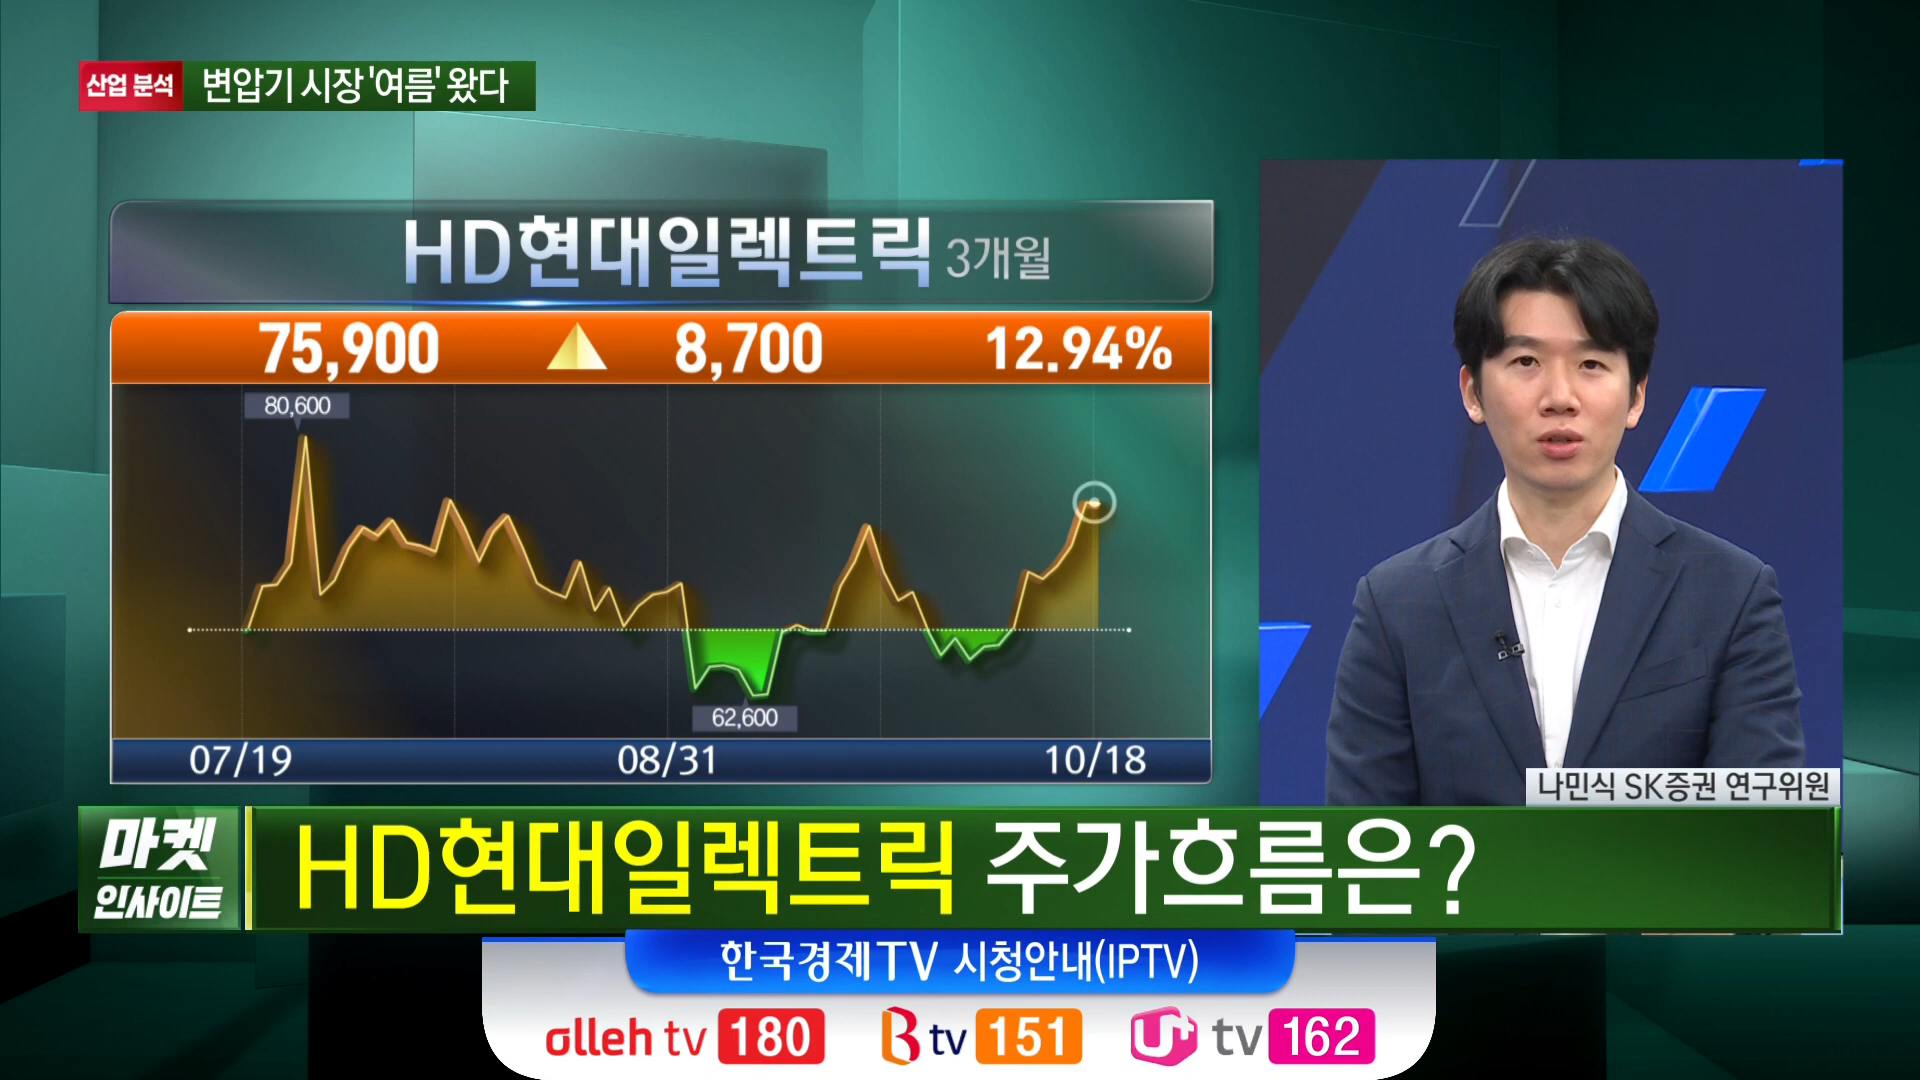 산업 분석 변압기 시장 '여름' 왔다
HD현대일렉트릭 3개월
75,900 8,700 12.94%
80,600
62,600
07/19 08/31 10/18
나민식 SK증권 연구위원
마켓
인사이트
HD현대일렉트릭 주가흐름은?
한국경제TV 시청안내(IPTV)
olleh tv 180 B tv 151 U+ tv 162